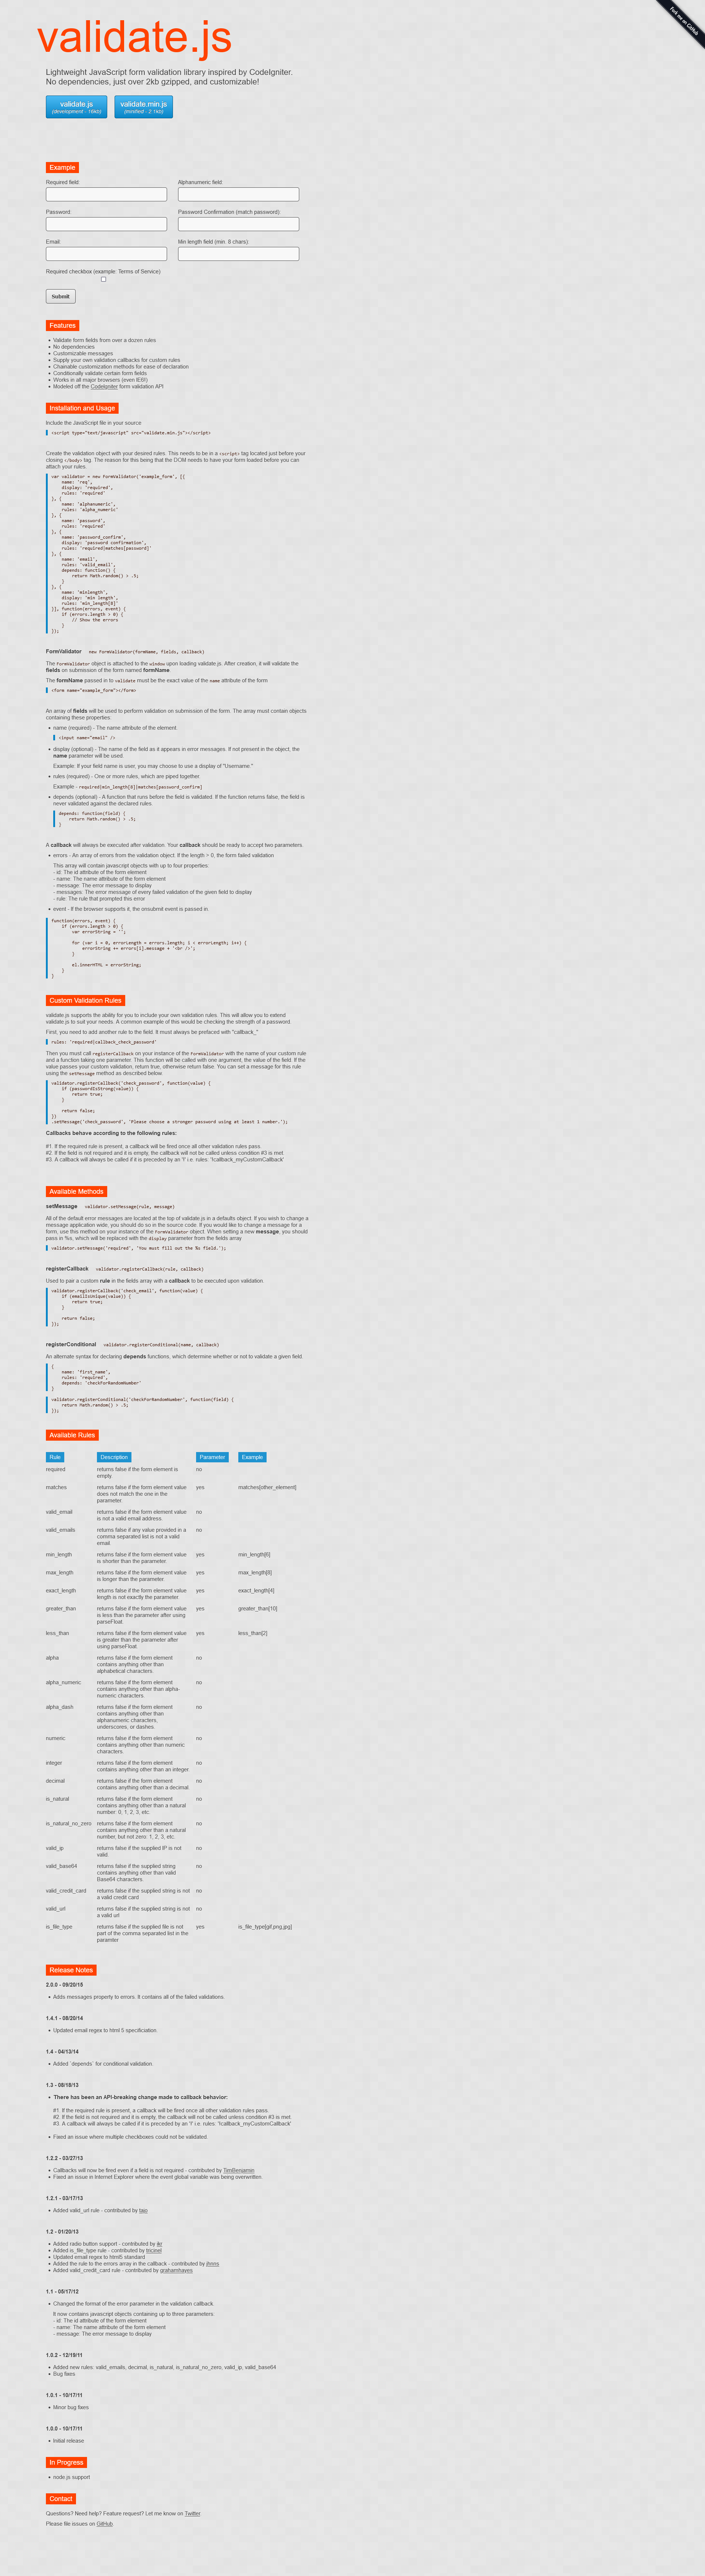 Fork me on GitHub
validate.js
Lightweight JavaScript form validation library inspired by CodeIgniter.
No dependencies, just over 2kb gzipped, and customizable!
validate.js
(development - 16kb)
validate.min.js
(minified - 2.1kb)
Example
Required field:
Alphanumeric field:
Password:
Password Confirmation (match password):
Email:
Min length field (min. 8 chars):
Required checkbox (example: Terms of Service)
Submit
Features
Validate form fields from over a dozen rules
No dependencies
Customizable messages
Supply your own validation callbacks for custom rules
Chainable customization methods for ease of declaration
Conditionally validate certain form fields
Works in all major browsers (even IE6!)
Modeled off the CodeIgniter form validation API
Installation and Usage
Include the JavaScript file in your source
<script type="text/javascript" src="validate.min.js"></script>
Create the validation object with your desired rules. This needs to be in a <script> tag located just before your
closing </body> tag. The reason for this being that the DOM needs to have your form loaded before you can
attach your rules.
var validator = new FormValidator('example_form', [{
name: 'req',
display: 'required',
rules: 'required'
}, {
name: 'alphanumeric',
rules: 'alpha_numeric'
}, {
name: 'password',
rules: 'required'
}, {
name: 'password_confirm',
display: 'password confirmation',
rules: 'required|matches[password]'
}, {
name: 'email',
rules: 'valid_email',
depends: function() {
return Math.random() > .5;
}
}, {
name: 'minlength',
display: 'min length',
rules: 'min_length[8]'
}], function(errors, event) {
if (errors.length > 0) {
// Show the errors
}
});
FormValidator new FormValidator(formName, fields, callback)
The FormValidator object is attached to the window upon loading validate.js. After creation, it will validate the
fields on submission of the form named formName.
The formName passed in to validate must be the exact value of the name attribute of the form
<form name="example_form"></form>
An array of fields will be used to perform validation on submission of the form. The array must contain objects
containing these properties:
name (required) - The name attribute of the element.
<input name="email" />
display (optional) - The name of the field as it appears in error messages. If not present in the object, the
name parameter will be used.
Example: If your field name is user, you may choose to use a display of "Username."
rules (required) - One or more rules, which are piped together.
Example - required|min_length[8]|matches[password_confirm]
depends (optional) - A function that runs before the field is validated. If the function returns false, the field is
never validated against the declared rules.
depends: function(field) {
return Math.random() > .5;
}
A callback will always be executed after validation. Your callback should be ready to accept two parameters.
errors - An array of errors from the validation object. If the length > 0, the form failed validation
This array will contain javascript objects with up to four properties:
- id: The id attribute of the form element
- name: The name attribute of the form element
- message: The error message to display
- messages: The error message of every failed validation of the given field to display
- rule: The rule that prompted this error
event - If the browser supports it, the onsubmit event is passed in.
function(errors, event) {
if (errors.length > 0) {
var errorString = '';
for (var i = 0, errorLength = errors.length; i < errorLength; i++) {
errorString += errors[i].message + '<br />';
}
el.innerHTML = errorString;
}
}
Custom Validation Rules
validate.js supports the ability for you to include your own validation rules. This will allow you to extend
validate.js to suit your needs. A common example of this would be checking the strength of a password.
First, you need to add another rule to the field. It must always be prefaced with "callback_"
rules: 'required|callback_check_password'
Then you must call registerCallback on your instance of the FormValidator with the name of your custom rule
and a function taking one parameter. This function will be called with one argument, the value of the field. If the
value passes your custom validation, return true, otherwise return false. You can set a message for this rule
using the setMessage method as described below.
validator.registerCallback('check_password', function(value) {
if (passwordIsStrong(value)) {
return true;
}
return false;
})
.setMessage('check_password', 'Please choose a stronger password using at least 1 number.');
Callbacks behave according to the following rules:
#1. If the required rule is present, a callback will be fired once all other validation rules pass.
#2. If the field is not required and it is empty, the callback will not be called unless condition #3 is met.
#3. A callback will always be called if it is preceded by an '!' i.e. rules: '!callback_myCustomCallback'
Available Methods
setMessage validator.setMessage(rule, message)
All of the default error messages are located at the top of validate.js in a defaults object. If you wish to change a
message application wide, you should do so in the source code. If you would like to change a message for a
form, use this method on your instance of the FormValidator object. When setting a new message, you should
pass in %s, which will be replaced with the display parameter from the fields array
validator.setMessage('required', 'You must fill out the %s field.');
registerCallback validator.registerCallback(rule, callback)
Used to pair a custom rule in the fields array with a callback to be executed upon validation.
validator.registerCallback('check_email', function(value) {
if (emailIsUnique(value)) {
return true;
}
return false;
});
registerConditional validator.registerConditional(name, callback)
An alternate syntax for declaring depends functions, which determine whether or not to validate a given field.
{
name: 'first_name',
rules: 'required',
depends: 'checkForRandomNumber'
}
validator.registerConditional('checkForRandomNumber', function(field) {
return Math.random() > .5;
});
Available Rules
Rule Description Parameter Example
required returns false if the form element is no
empty.
matches returns false if the form element value yes matches[other_element]
does not match the one in the
parameter.
valid_email returns false if the form element value no
is not a valid email address.
valid_emails returns false if any value provided in a no
comma separated list is not a valid
email.
min_length returns false if the form element value yes min_length[6]
is shorter than the parameter.
max_length returns false if the form element value yes max_length[8]
is longer than the parameter.
exact_length returns false if the form element value yes exact_length[4]
length is not exactly the parameter.
greater_than returns false if the form element value yes greater_than[10]
is less than the parameter after using
parseFloat.
less_than returns false if the form element value yes less_than[2]
is greater than the parameter after
using parseFloat.
alpha returns false if the form element no
contains anything other than
alphabetical characters.
alpha_numeric returns false if the form element no
contains anything other than alpha-
numeric characters.
alpha_dash returns false if the form element no
contains anything other than
alphanumeric characters,
underscores, or dashes.
numeric returns false if the form element no
contains anything other than numeric
characters.
integer returns false if the form element no
contains anything other than an integer.
decimal returns false if the form element no
contains anything other than a decimal.
is_natural returns false if the form element no
contains anything other than a natural
number: 0, 1, 2, 3, etc.
is_natural_no_zero returns false if the form element no
contains anything other than a natural
number, but not zero: 1, 2, 3, etc.
valid_ip returns false if the supplied IP is not no
valid.
valid_base64 returns false if the supplied string no
contains anything other than valid
Base64 characters.
valid_credit_card returns false if the supplied string is not no
a valid credit card
valid_url returns false if the supplied string is not no
a valid url
is_file_type returns false if the supplied file is not yes is_file_type[gif,png,jpg]
part of the comma separated list in the
paramter
Release Notes
2.0.0 - 09/20/15
Adds messages property to errors. It contains all of the failed validations.
1.4.1 - 08/20/14
Updated email regex to html 5 specificiation.
1.4 - 04/13/14
Added `depends` for conditional validation.
1.3 - 08/18/13
There has been an API-breaking change made to callback behavior:
#1. If the required rule is present, a callback will be fired once all other validation rules pass.
#2. If the field is not required and it is empty, the callback will not be called unless condition #3 is met.
#3. A callback will always be called if it is preceded by an '!' i.e. rules: '!callback_myCustomCallback'
Fixed an issue where multiple checkboxes could not be validated.
1.2.2 - 03/27/13
Callbacks will now be fired even if a field is not required - contributed by TimBenjamin
Fixed an issue in Internet Explorer where the event global variable was being overwritten.
1.2.1 - 03/17/13
Added valid_url rule - contributed by
1.2 - 01/20/13
Added radio button support - contributed by ikr
Added is_file_type rule - contributed by tricinel
Updated email regex to html5 standard
Added the rule to the errors array in the callback - contributed by jhnns
Added valid_credit_card rule - contributed by grahamhayes
1.1 - 05/17/12
Changed the format of the error parameter in the validation callback.
It now contains javascript objects containing up to three parameters:
- id: The id attribute of the form element
- name: The name attribute of the form element
- message: The error message to display
1.0.2 - 12/19/11
Added new rules: valid_emails, decimal, is_natural, is_natural_no_zero, valid_ip, valid_base64
Bug fixes
1.0.1 - 10/17/11
Minor bug fixes
1.0.0 - 10/17/11
Initial release
In Progress
node.js support
Contact
Questions? Need help? Feature request? Let me know on Twitter.
Please file issues on GitHub.